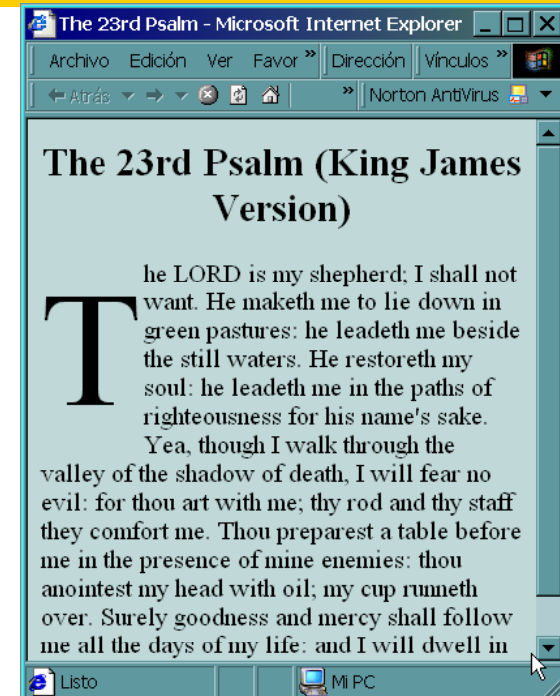 The 23rd Psalm - Microsoft Internet Explorer
Archivo Edición Ver Favor » Dirección Vínculos »
Atrás » Norton AntiVirus
The 23rd Psalm (King James
Version)
The LORD is my shepherd; I shall not
want. He maketh me to lie down in
green pastures: he leadeth me beside
the still waters. He restoreth my
soul: he leadeth me in the paths of
righteousness for his name's sake.
Yea, though I walk through the
valley of the shadow of death, I will fear no
evil: for thou art with me; thy rod and thy staff
they comfort me. Thou preparest a table before
me in the presence of mine enemies: thou
anointest my head with oil; my cup runneth
over. Surely goodness and mercy shall follow
me all the days of my life: and I will dwell in
Listo Mi PC